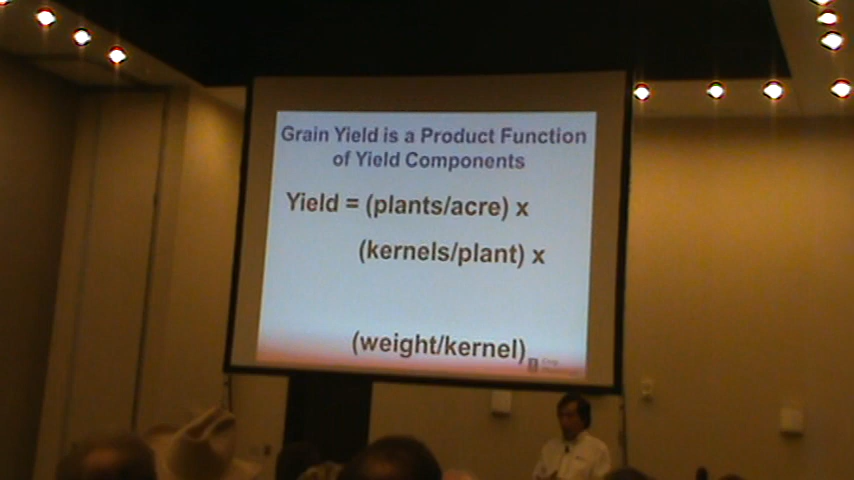 Grain Yield is a Product Function
of Yield Components
Yield = (plants/acre) x
(kernels/plant) x
(weight/kernel)